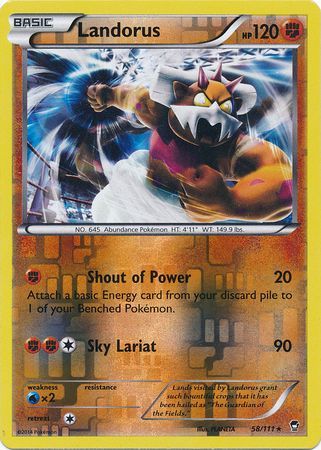 BASIC
Landorus
HP120
NO. 645 Abundance Pokémon. HT: 4'11" WT: 149.9 lbs.
Shout of Power 20
Attach a basic Energy card from your discard pile to
1 of your Benched Pokémon.
Sky Lariat 90
weakness resistance
×2
retreat
Lands visited by Landorus grant
such bountiful crops that it has
been hailed as "The Guardian of
the Fields."
Illus. PLANETA
58/111 ★
©2014 Pokémon